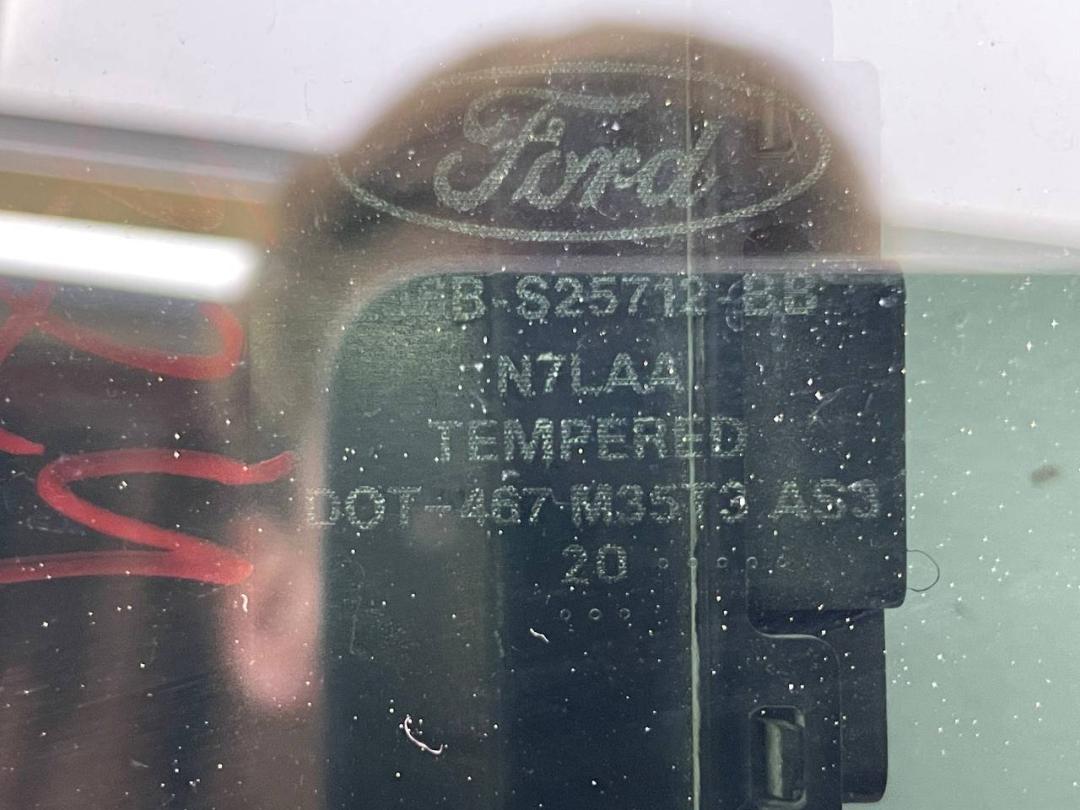 Ford
B-S25712-BB
N7LAA
TEMPERED
DOT-467 M35T3 AS3
20